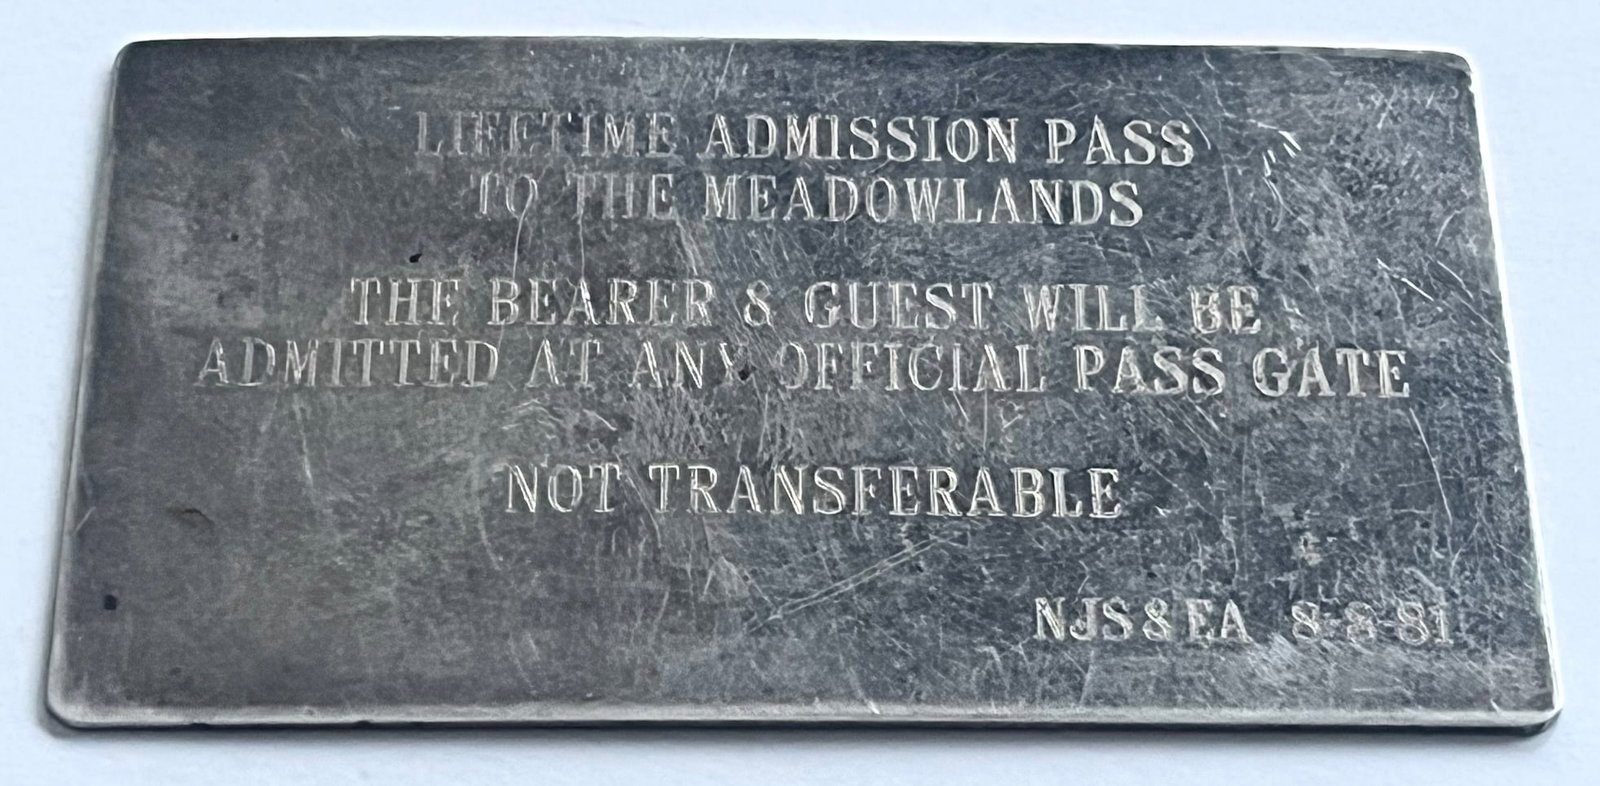 LIFETIME ADMISSION PASS
TO THE MEADOWLANDS
THE BEARER & GUEST WILL BE
ADMITTED AT ANY OFFICIAL PASS GATE
NOT TRANSFERABLE
NJS&EA 8-8-81